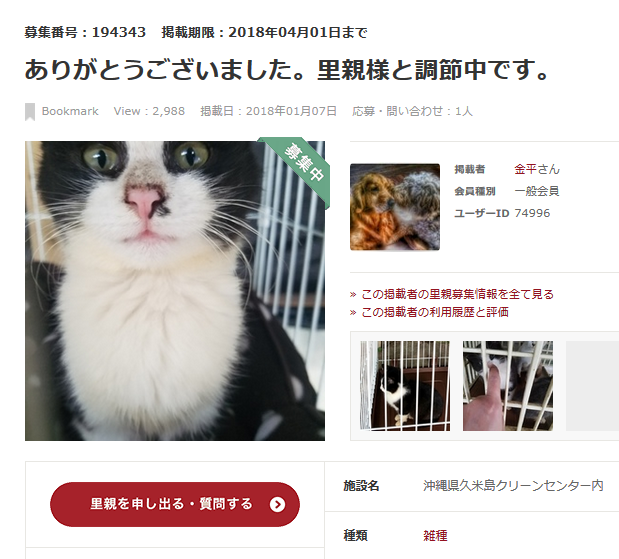 募集番号：194343 掲載期限：2018年04月01日まで
ありがとうございました。里親様と調節中です。
Bookmark View：2,988 掲載日：2018年01月07日 応募・問い合わせ：1人
募集中
掲載者 金平さん
会員種別 一般会員
ユーザーID 74996
» この掲載者の里親募集情報を全て見る
» この掲載者の利用履歴と評価
里親を申し出る・質問する
施設名 沖縄県久米島クリーンセンター内
種類 雑種